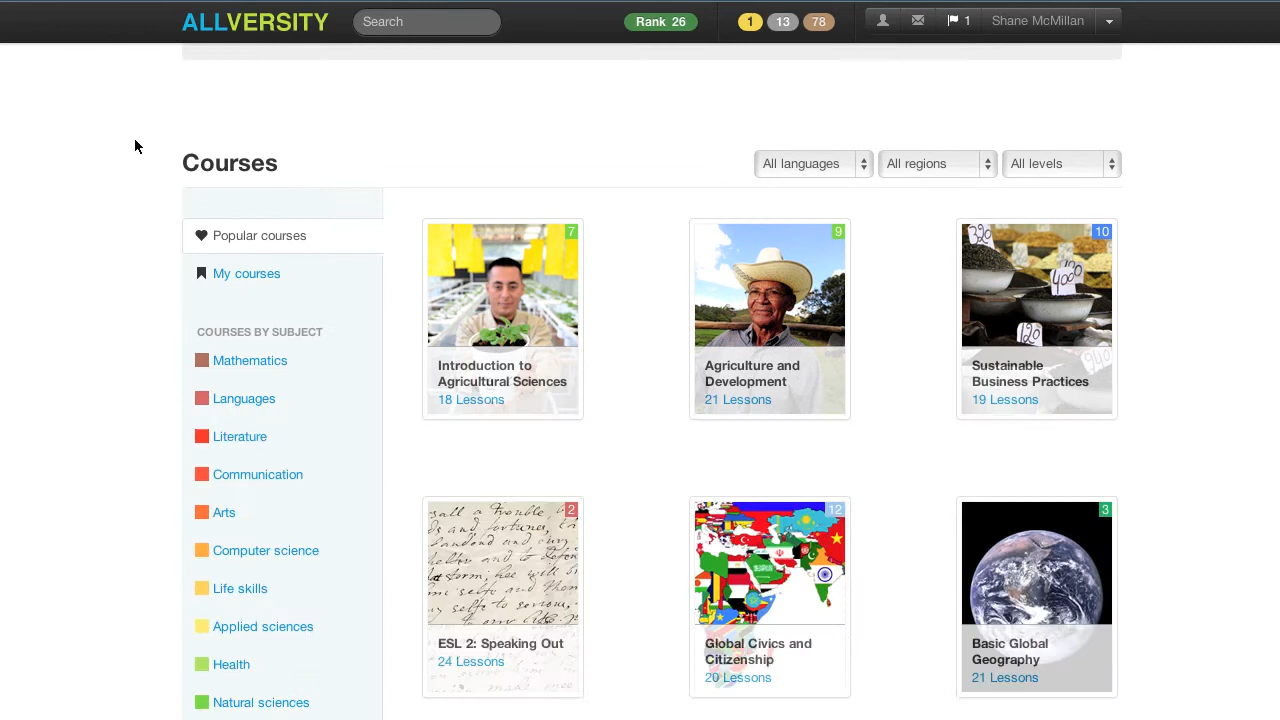 ALLVERSITY
Search
Rank 26
1
13
78
1
Shane McMillan
Courses
All languages
All regions
All levels
Popular courses
My courses
COURSES BY SUBJECT
Mathematics
Languages
Literature
Communication
Arts
Computer science
Life skills
Applied sciences
Health
Natural sciences
7
Introduction to
Agricultural Sciences
18 Lessons
9
Agriculture and
Development
21 Lessons
10
320
4000
120
Sustainable
Business Practices
19 Lessons
2
ESL 2: Speaking Out
24 Lessons
12
Global Civics and
Citizenship
20 Lessons
3
Basic Global
Geography
21 Lessons